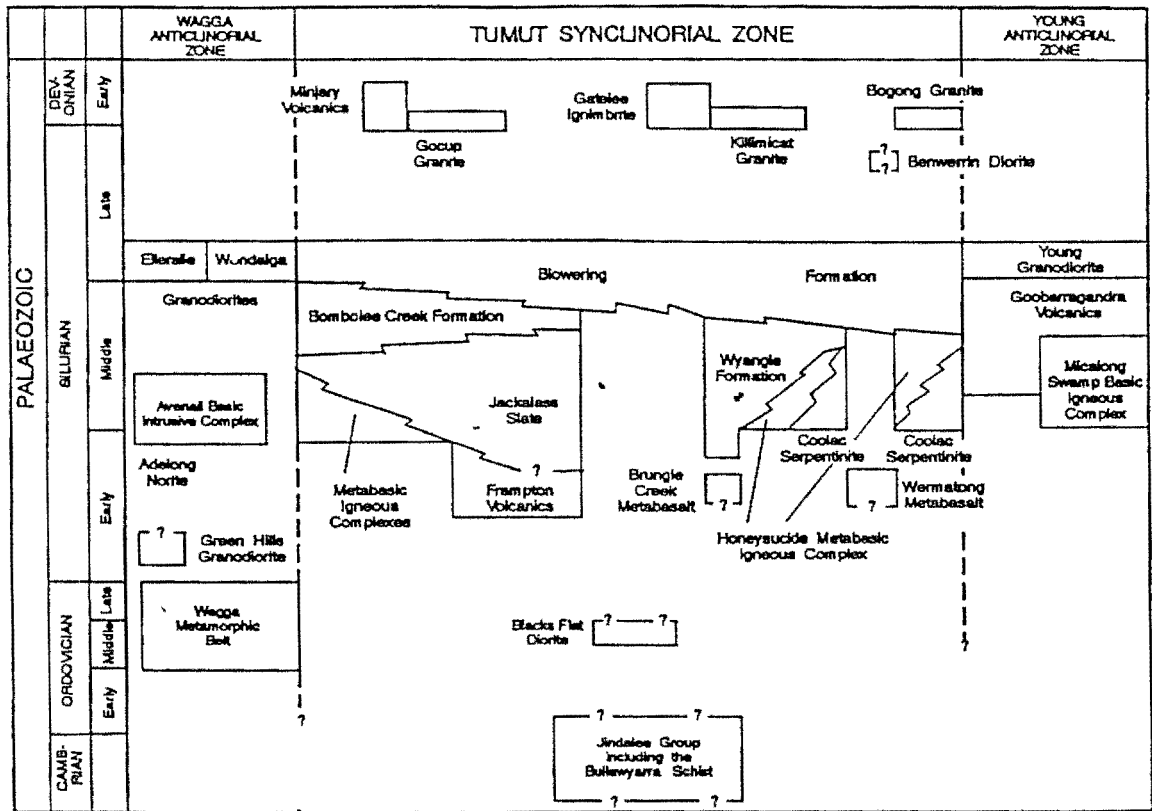 WAGGA
ANTICLINORIAL
ZONE
TUMUT SYNCLINORIAL ZONE
YOUNG
ANTICLINORIAL
ZONE
PALAEOZOIC
DEV-
ONIAN
Early
Minjary
Volcanics
Gocup
Granite
Gatelee
Ignimbrite
Killimicat
Granite
Bogong Granite
?
?
Benwerrin Diorite
SILURIAN
Late
Ellerslie
Wondalga
Granodiorites
Blowering Formation
Young
Granodiorite
Middle
Bombolee Creek Formation
Goobarragandra
Volcanics
Avenall Basic
Intrusive Complex
Jackalass
Slate
Wyangle
Formation
Micalong
Swamp Basic
Igneous
Complex
Coolac
Serpentinite
Coolac
Serpentinite
Early
Adelong
Norite
Metabasic
Igneous
Complexes
?
Frampton
Volcanics
Brungle
Creek
Metabasalt
?
?
Wermatong
Metabasalt
Honeysuckle Metabasic
Igneous Complex
?
Green Hills
Granodiorite
ORDOVICIAN
Late
Middle
Early
Wagga
Metamorphic
Belt
Blacks Flat
Diorite
? ?
?
?
CAMB-
RIAN
? ?
Jindalee Group
including the
Bullawyarra Schist
? ?